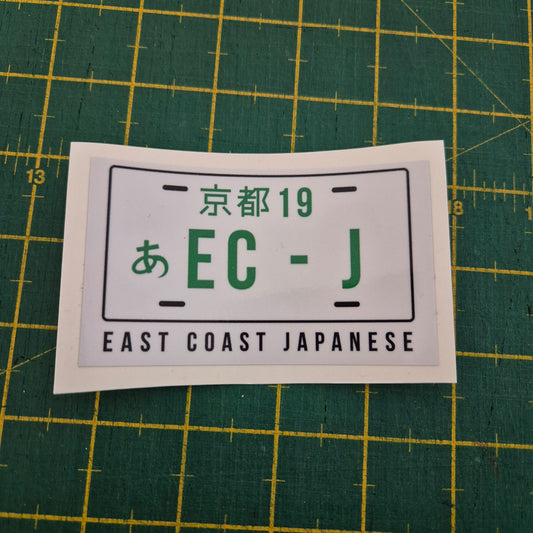 京都 19
あ EC - J
EAST COAST JAPANESE
13